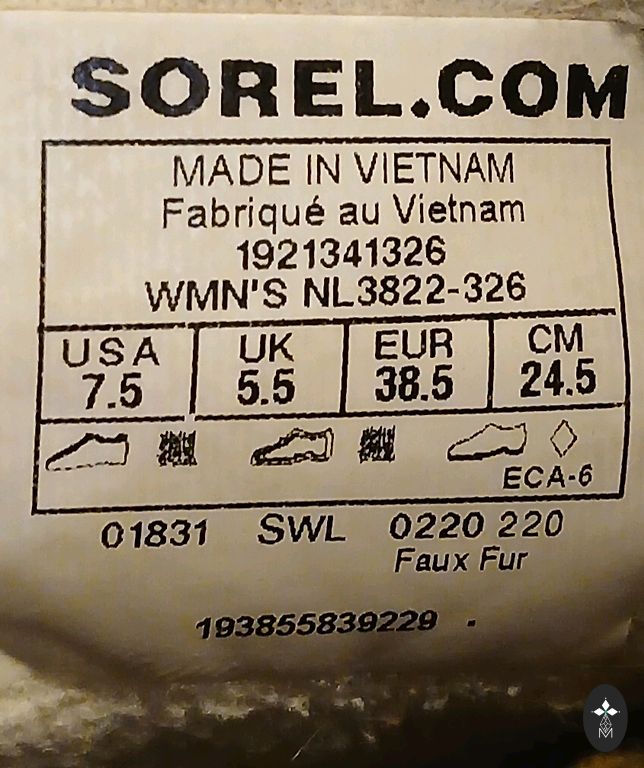 SOREL.COM
MADE IN VIETNAM
Fabriqué au Vietnam
1921341326
WMN'S NL3822-326
USA UK EUR CM
7.5 5.5 38.5 24.5
ECA-6
01831 SWL 0220 220
Faux Fur
193855839229 .
M